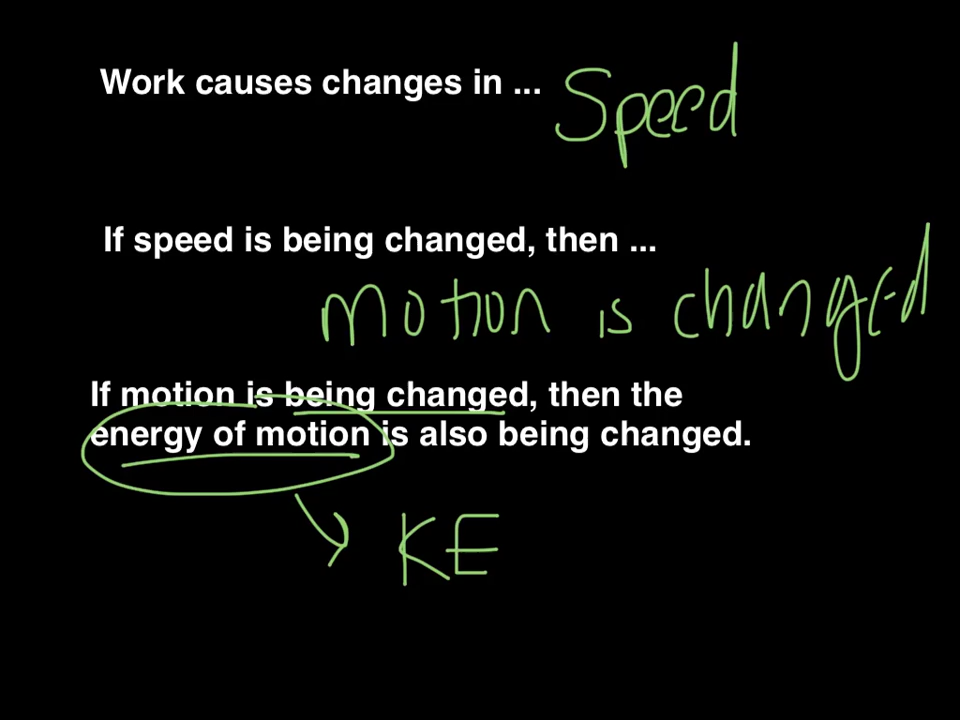 Work causes changes in ... Speed
If speed is being changed, then ...
motion is changed
If motion is being changed, then the
energy of motion is also being changed.
KE